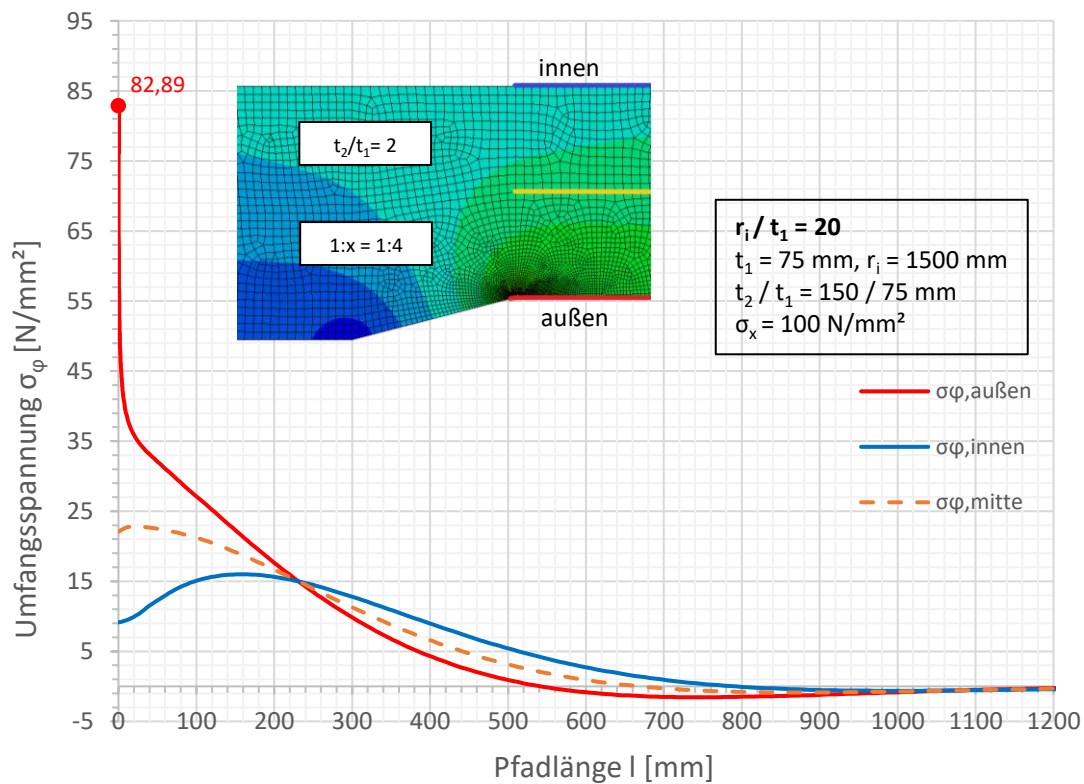 95
85
75
65
55
45
35
25
15
5
-5
Umfangsspannung σφ [N/mm²]
82,89
innen
t₂/t₁= 2
1:x = 1:4
außen
rᵢ / t₁ = 20
t₁ = 75 mm, rᵢ = 1500 mm
t₂ / t₁ = 150 / 75 mm
σₓ = 100 N/mm²
σφ,außen
σφ,innen
σφ,mitte
0 100 200 300 400 500 600 700 800 900 1000 1100 1200
Pfadlänge l [mm]